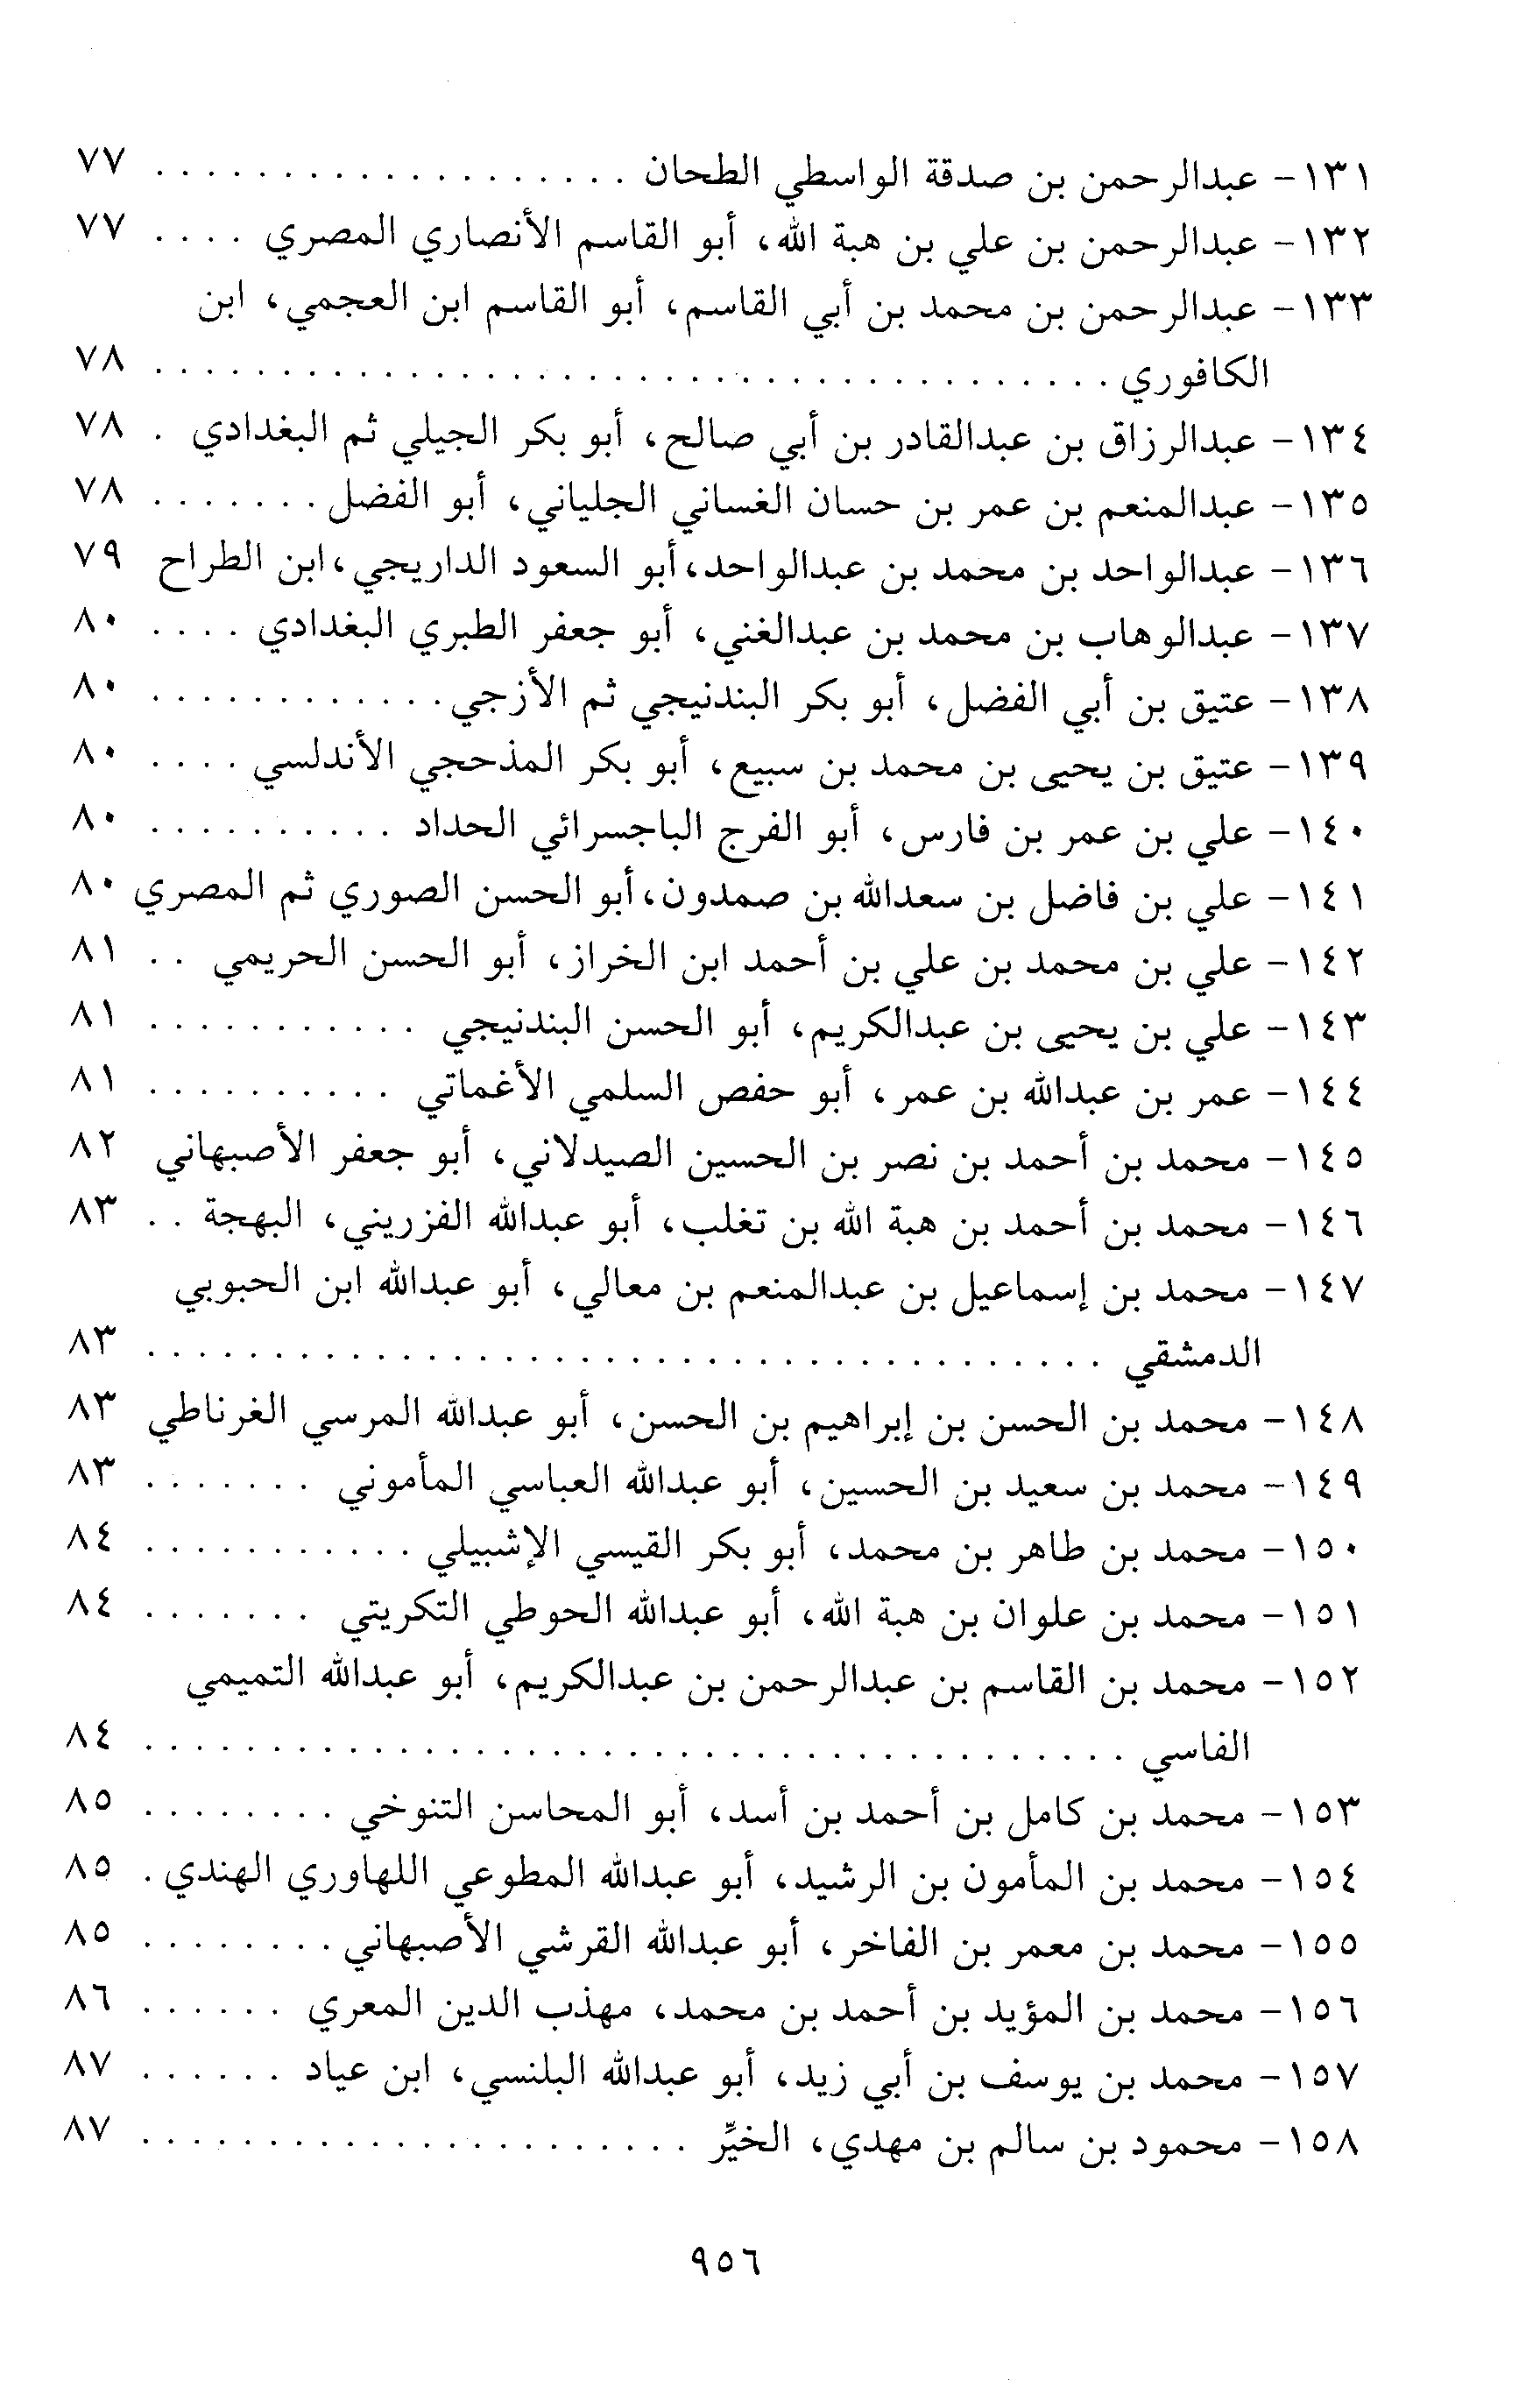 ١٣١- عبدالرحمن بن صدقة الواسطي الطحان . . . . . . . . . . . . . . . . . . . ٧٧
١٣٢- عبدالرحمن بن علي بن هبة الله، أبو القاسم الأنصاري المصري . . . . ٧٧
١٣٣- عبدالرحمن بن محمد بن أبي القاسم، أبو القاسم ابن العجمي، ابن
الكافوري . . . . . . . . . . . . . . . . . . . . . . . . . . . . . . . . . . . . . . ٧٨
١٣٤- عبدالرزاق بن عبدالقادر بن أبي صالح، أبو بكر الجيلي ثم البغدادي . ٧٨
١٣٥- عبدالمنعم بن عمر بن حسان الغساني الجلياني، أبو الفضل . . . . . . . ٧٨
١٣٦- عبدالواحد بن محمد بن عبدالواحد، أبو السعود الداريجي، ابن الطراح ٧٩
١٣٧- عبدالوهاب بن محمد بن عبدالغني، أبو جعفر الطبري البغدادي . . . . ٨٠
١٣٨- عتيق بن أبي الفضل، أبو بكر البندنيجي ثم الأزجي . . . . . . . . . . . . ٨٠
١٣٩- عتيق بن يحيى بن محمد بن سبيع، أبو بكر المذحجي الأندلسي . . . . ٨٠
١٤٠- علي بن عمر بن فارس، أبو الفرج الباجسرائي الحداد . . . . . . . . . . ٨٠
١٤١- علي بن فاضل بن سعدالله بن صمدون، أبو الحسن الصوري ثم المصري ٨٠
١٤٢- علي بن محمد بن علي بن أحمد ابن الخراز، أبو الحسن الحريمي . . ٨١
١٤٣- علي بن يحيى بن عبدالكريم، أبو الحسن البندنيجي . . . . . . . . . . . ٨١
١٤٤- عمر بن عبدالله بن عمر، أبو حفص السلمي الأغماتي . . . . . . . . . . ٨١
١٤٥- محمد بن أحمد بن نصر بن الحسين الصيدلاني، أبو جعفر الأصبهاني ٨٢
١٤٦- محمد بن أحمد بن هبة الله بن تغلب، أبو عبدالله الفزريني، البهجة . . ٨٣
١٤٧- محمد بن إسماعيل بن عبدالمنعم بن معالي، أبو عبدالله ابن الحبوبي
الدمشقي . . . . . . . . . . . . . . . . . . . . . . . . . . . . . . . . . . . . . . ٨٣
١٤٨- محمد بن الحسن بن إبراهيم بن الحسن، أبو عبدالله المرسي الغرناطي ٨٣
١٤٩- محمد بن سعيد بن الحسين، أبو عبدالله العباسي المأموني . . . . . . . ٨٣
١٥٠- محمد بن طاهر بن محمد، أبو بكر القيسي الإشبيلي . . . . . . . . . . . ٨٤
١٥١- محمد بن علوان بن هبة الله، أبو عبدالله الحوطي التكريتي . . . . . . . ٨٤
١٥٢- محمد بن القاسم بن عبدالرحمن بن عبدالكريم، أبو عبدالله التميمي
الفاسي . . . . . . . . . . . . . . . . . . . . . . . . . . . . . . . . . . . . . . . ٨٤
١٥٣- محمد بن كامل بن أحمد بن أسد، أبو المحاسن التنوخي . . . . . . . . ٨٥
١٥٤- محمد بن المأمون بن الرشيد، أبو عبدالله المطوعي اللهاوري الهندي . ٨٥
١٥٥- محمد بن معمر بن الفاخر، أبو عبدالله القرشي الأصبهاني . . . . . . . . ٨٥
١٥٦- محمد بن المؤيد بن أحمد بن محمد، مهذب الدين المعري . . . . . . ٨٦
١٥٧- محمد بن يوسف بن أبي زيد، أبو عبدالله البلنسي، ابن عياد . . . . . . ٨٧
١٥٨- محمود بن سالم بن مهدي، الخيِّر . . . . . . . . . . . . . . . . . . . . . . ٨٧
٩٥٦